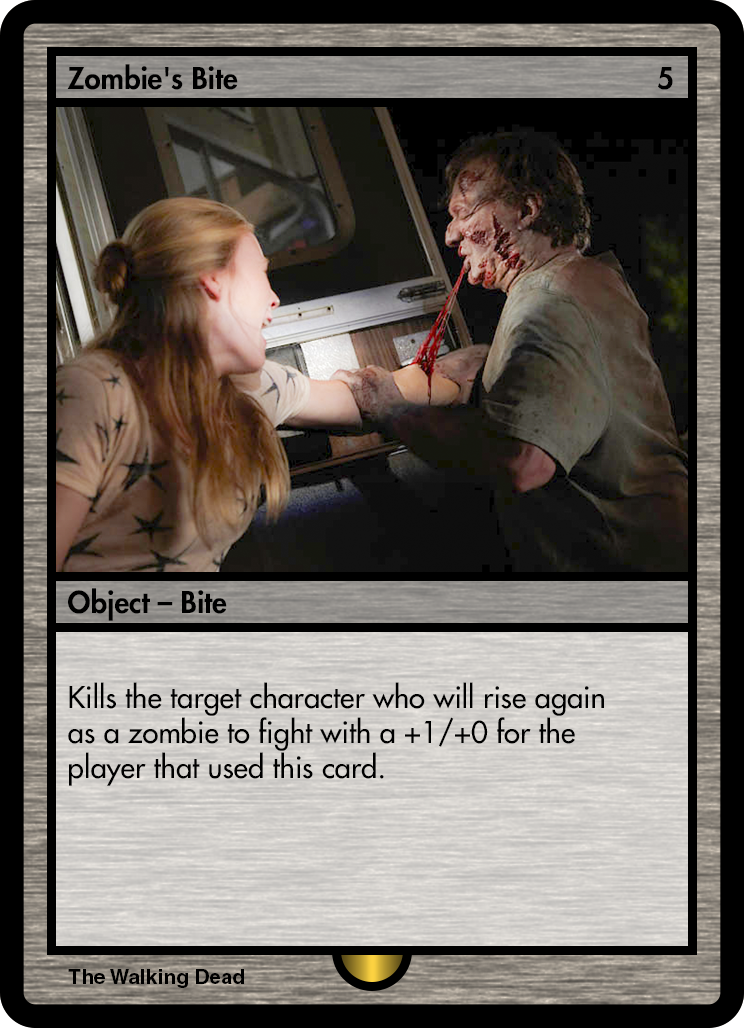 Zombie's Bite 5
Object – Bite
Kills the target character who will rise again
as a zombie to fight with a +1/+0 for the
player that used this card.
The Walking Dead